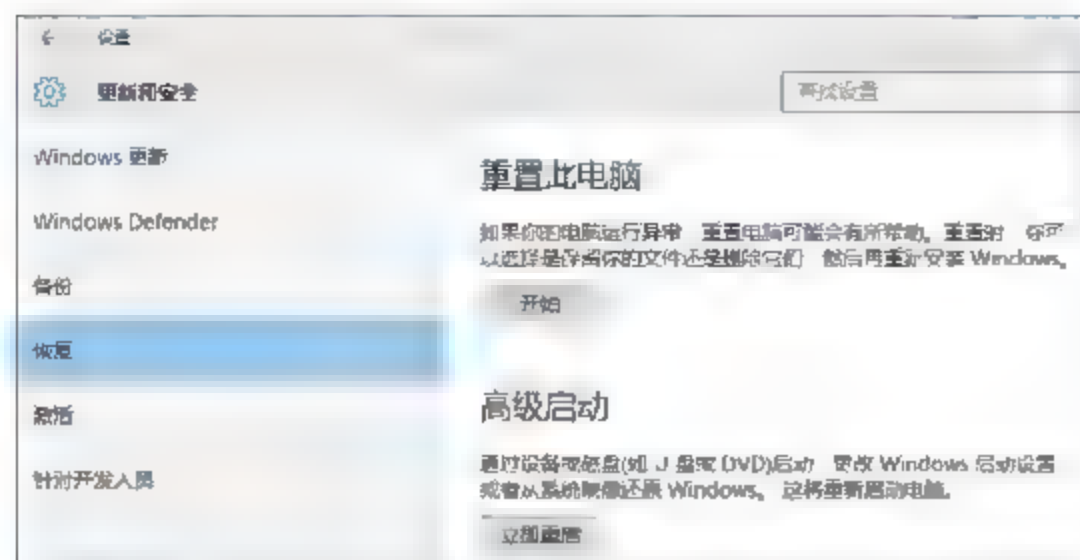 设置
更新和安全
查找设置
Windows 更新
Windows Defender
备份
恢复
激活
针对开发人员
重置此电脑
如果你的电脑运行异常，重置电脑可能会有所帮助。重置时，你可
以选择是保留你的文件还是删除它们，然后再重新安装 Windows。
开始
高级启动
通过设备或磁盘(如 U 盘或 DVD)启动，更改 Windows 启动设置，
或者从系统映像还原 Windows。这将重新启动电脑。
立即重启